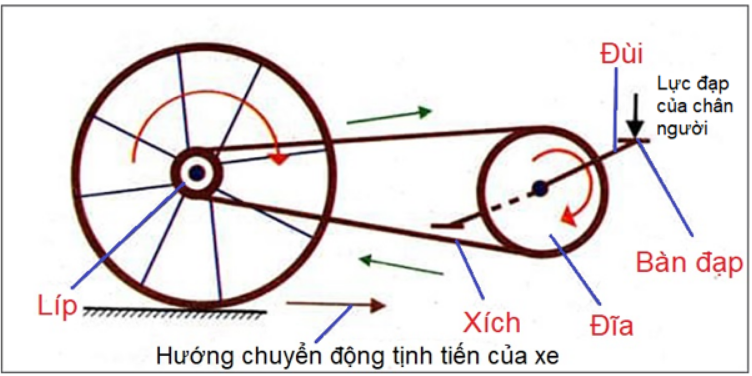 Đùi
Lực đạp
của chân
người
Bàn đạp
Líp
Xích
Đĩa
Hướng chuyển động tịnh tiến của xe